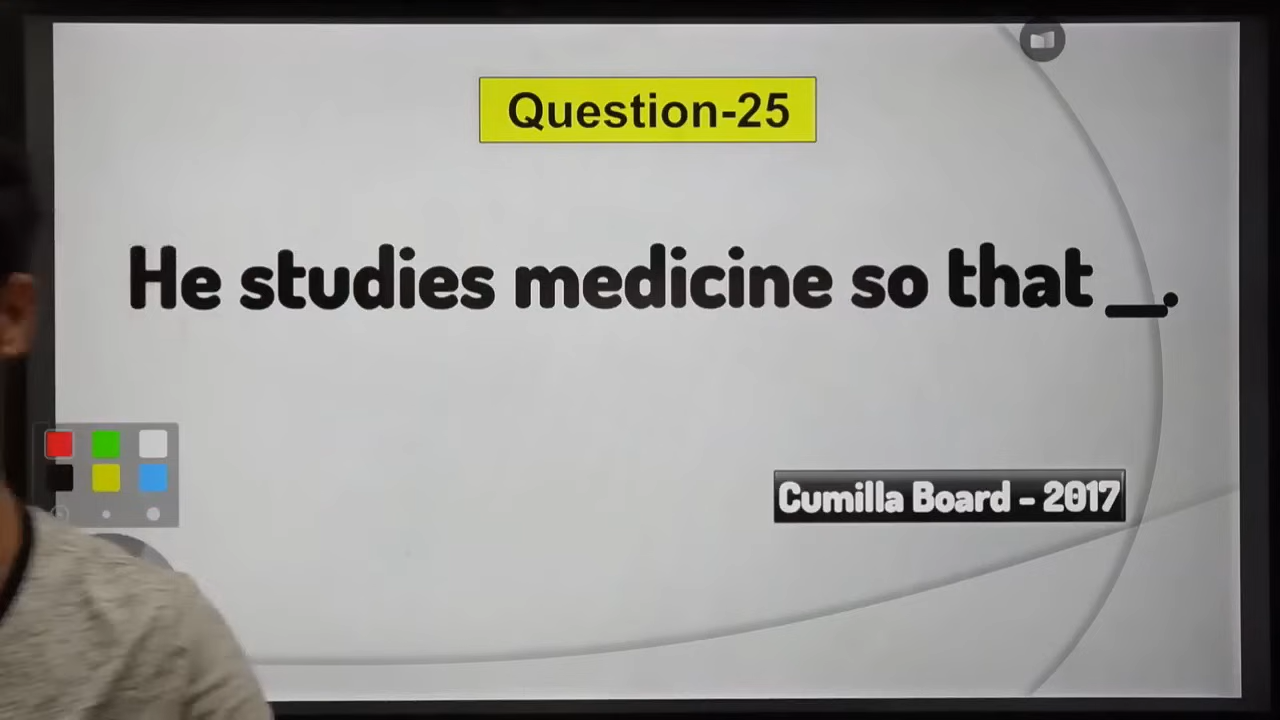 Question-25
He studies medicine so that __.
Cumilla Board - 2017